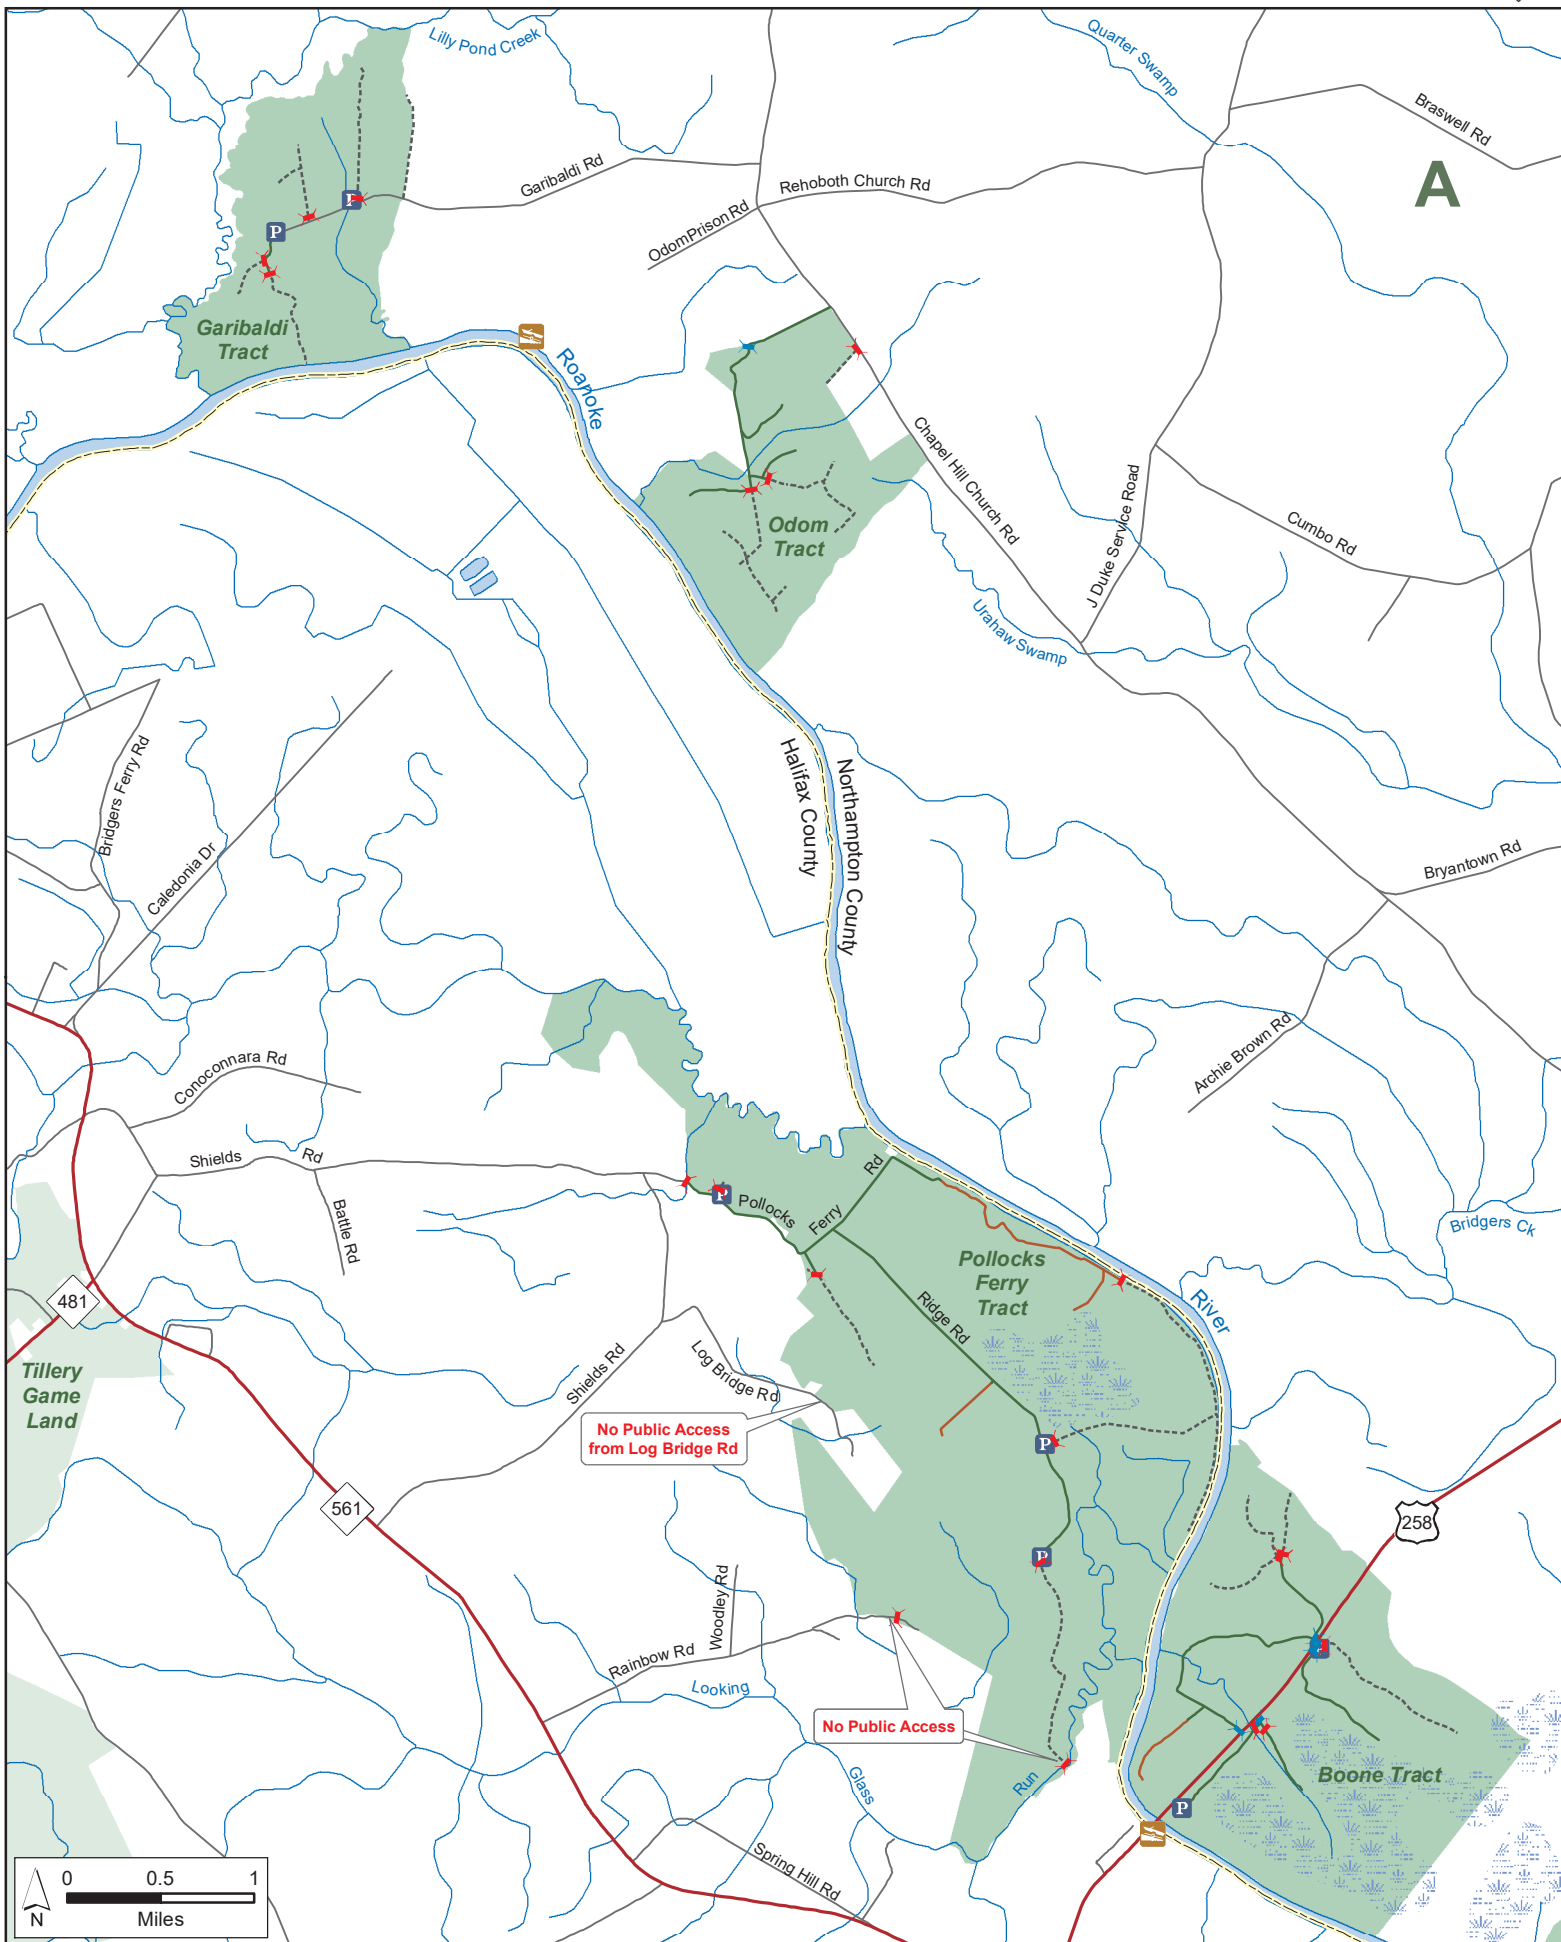 Lilly Pond Creek
Quarter Swamp
Braswell Rd
A
Garibaldi Rd
Rehoboth Church Rd
P
OdomPrison Rd
P
Garibaldi
Tract
Roanoke
Chapel Hill Church Rd
J Duke Service Road
Odom
Tract
Cumbo Rd
Urahaw Swamp
Bridgers Ferry Rd
Halifax County
Northampton County
Caledonia Dr
Bryantown Rd
Conoconnara Rd
Archie Brown Rd
Shields Rd
Rd
P
Pollocks
Ferry
Battle Rd
Bridgers Ck
Pollocks
Ferry
Tract
481
River
Ridge Rd
Tillery
Game
Land
Log Bridge Rd
Shields Rd
No Public Access
from Log Bridge Rd
P
561
258
P
Woodley Rd
Rainbow Rd
Looking
No Public Access
Glass
Run
Boone Tract
P
Spring Hill Rd
0 0.5 1
N
Miles